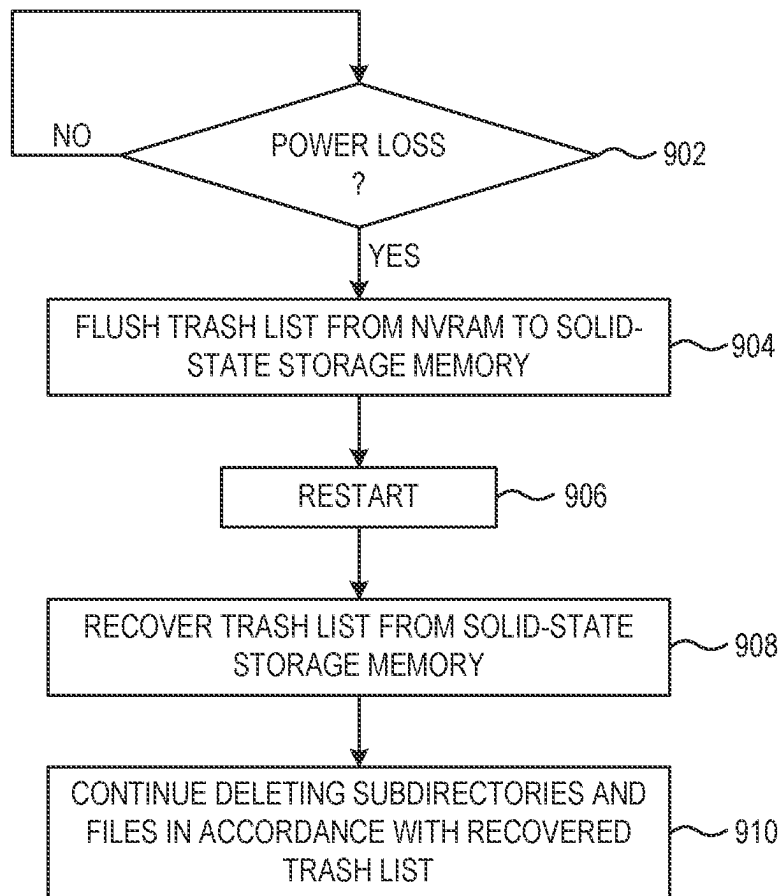 NO
POWER LOSS
?
902
YES
FLUSH TRASH LIST FROM NVRAM TO SOLID-
STATE STORAGE MEMORY
904
RESTART
906
RECOVER TRASH LIST FROM SOLID-STATE
STORAGE MEMORY
908
CONTINUE DELETING SUBDIRECTORIES AND
FILES IN ACCORDANCE WITH RECOVERED
TRASH LIST
910